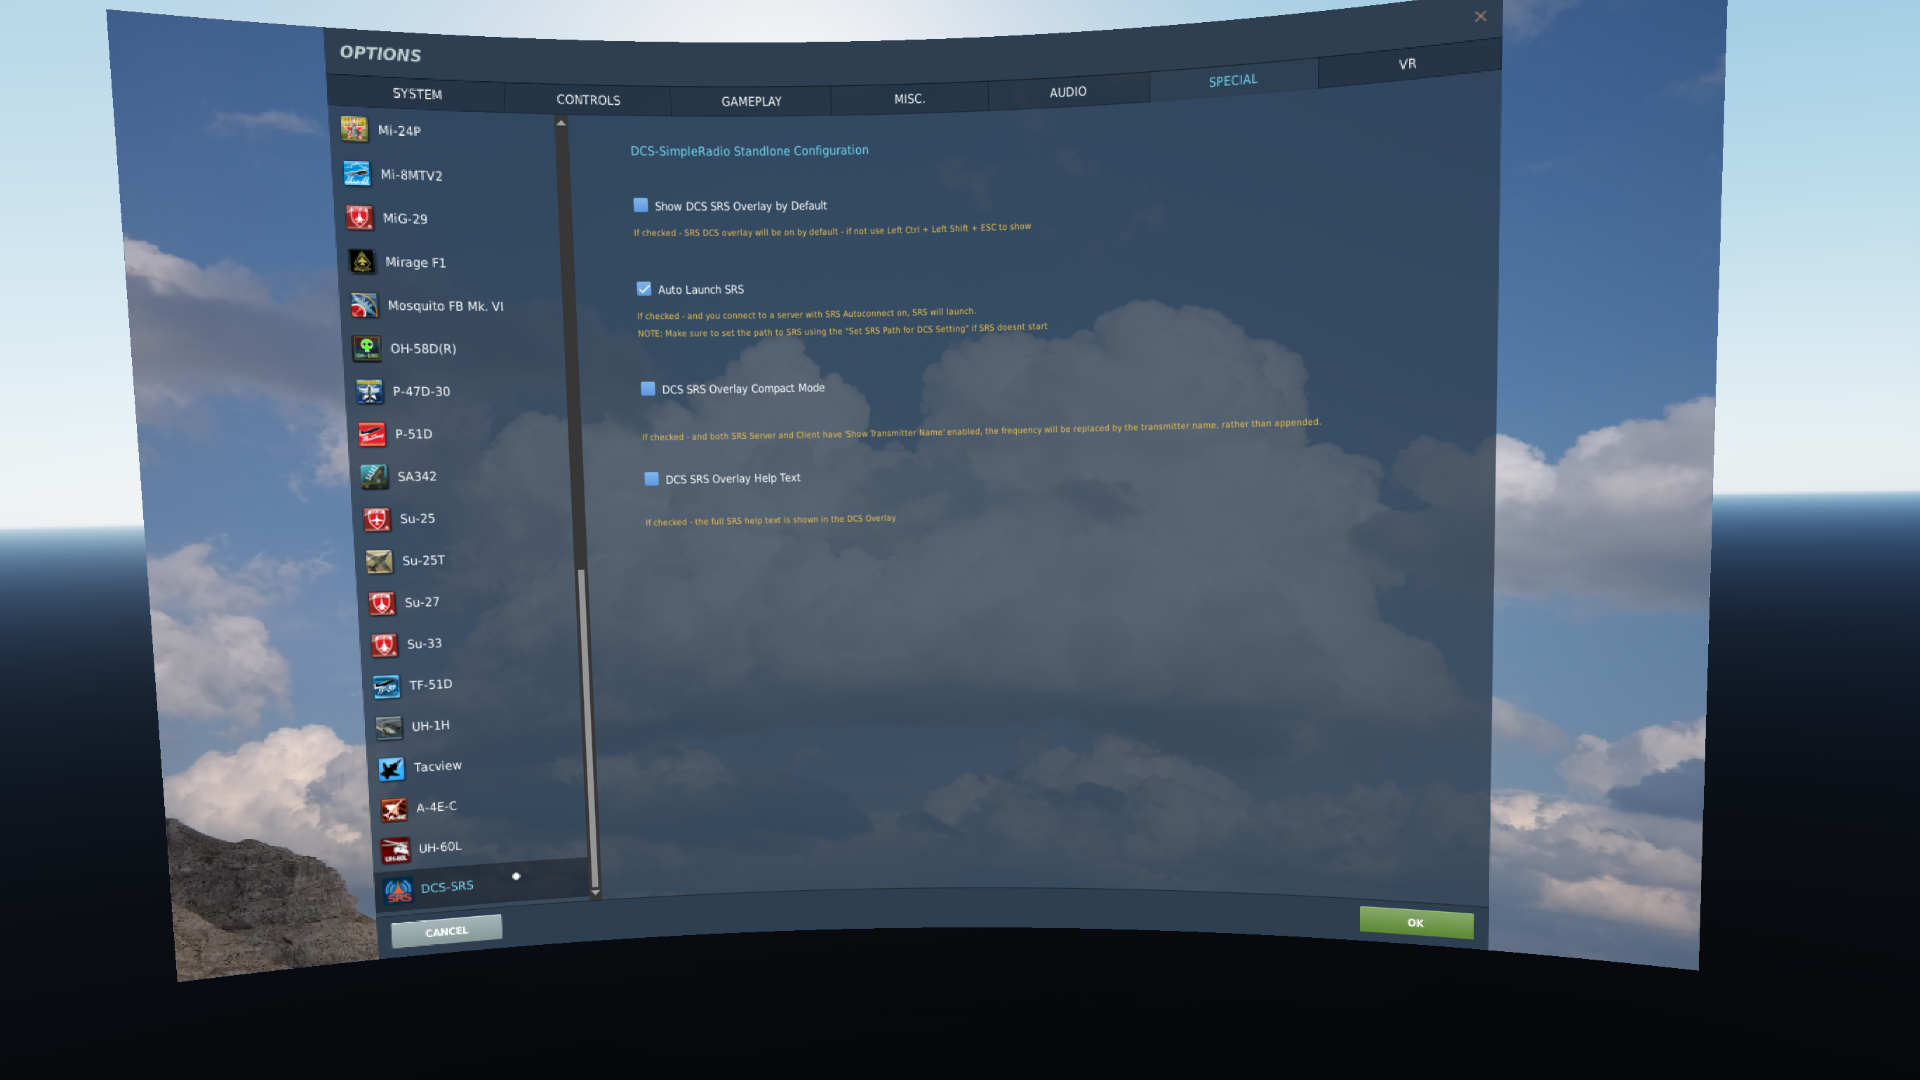 OPTIONS
SYSTEM
CONTROLS
GAMEPLAY
MISC.
AUDIO
SPECIAL
VR
Mi-24P
Mi-8MTV2
MiG-29
Mirage F1
Mosquito FB Mk. VI
OH-58D(R)
P-47D-30
P-51D
SA342
Su-25
Su-25T
Su-27
Su-33
TF-51D
UH-1H
Tacview
A-4E-C
UH-60L
DCS-SRS
DCS-SimpleRadio Standlone Configuration
Show DCS SRS Overlay by Default
If checked - SRS DCS overlay will be on by default - if not use Left Ctrl + Left Shift + ESC to show
Auto Launch SRS
If checked - and you connect to a server with SRS Autoconnect on, SRS will launch.
NOTE: Make sure to set the path to SRS using the "Set SRS Path for DCS Setting" if SRS doesnt start
DCS SRS Overlay Compact Mode
If checked - and both SRS Server and Client have 'Show Transmitter Name' enabled, the frequency will be replaced by the transmitter name, rather than appended.
DCS SRS Overlay Help Text
If checked - the full SRS help text is shown in the DCS Overlay
CANCEL
OK